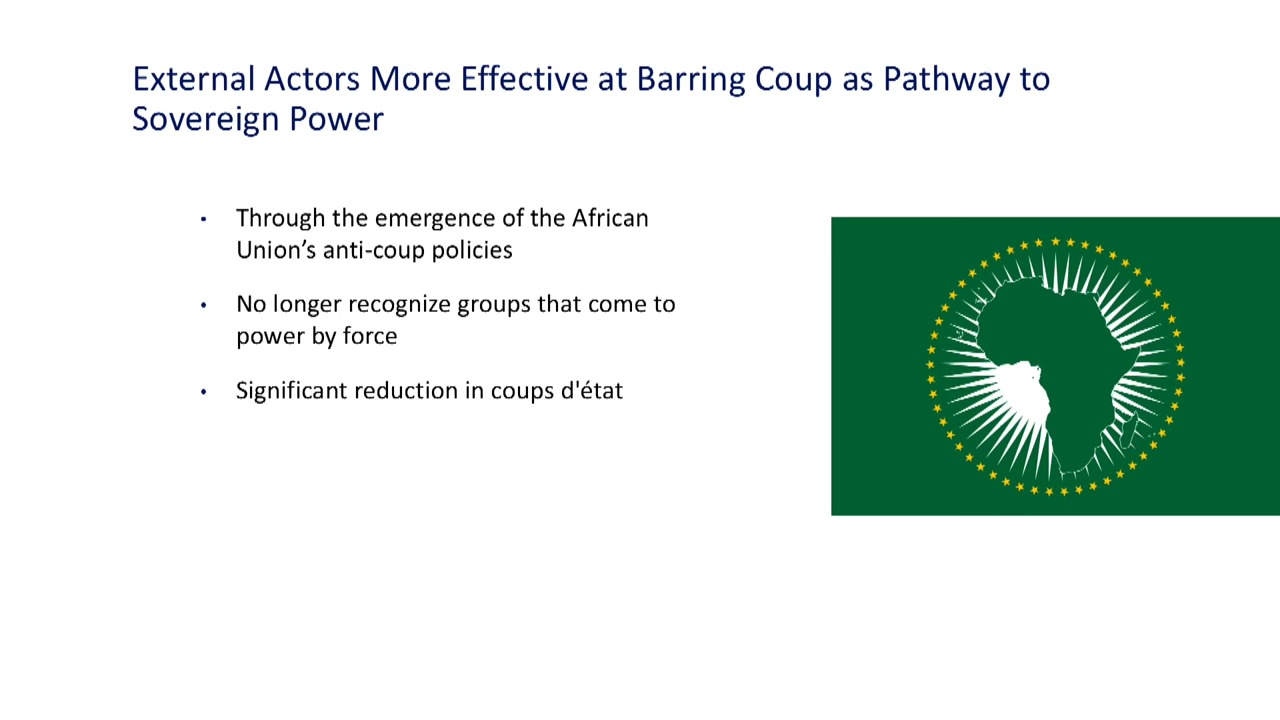 External Actors More Effective at Barring Coup as Pathway to
Sovereign Power
• Through the emergence of the African
Union’s anti-coup policies
• No longer recognize groups that come to
power by force
• Significant reduction in coups d'état